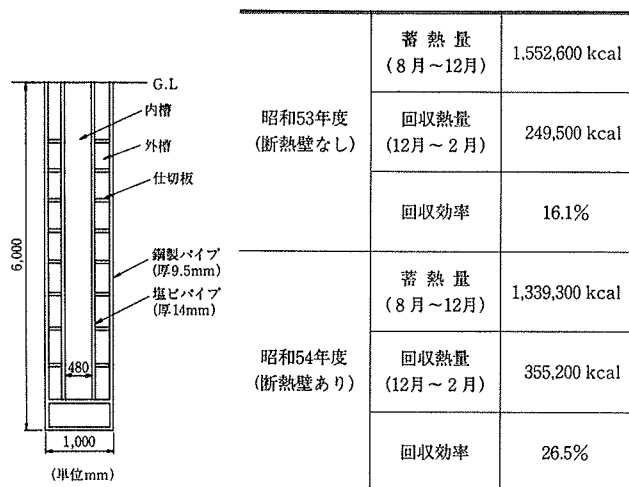 G.L
内槽
外槽
仕切板
鋼製パイプ
(厚9.5mm)
塩ビパイプ
(厚14mm)
6,000
480
1,000
(単位mm)
昭和53年度
(断熱壁なし)
蓄熱量
(8月～12月)
1,552,600 kcal
回収熱量
(12月～2月)
249,500 kcal
回収効率
16.1%
昭和54年度
(断熱壁あり)
蓄熱量
(8月～12月)
1,339,300 kcal
回収熱量
(12月～2月)
355,200 kcal
回収効率
26.5%